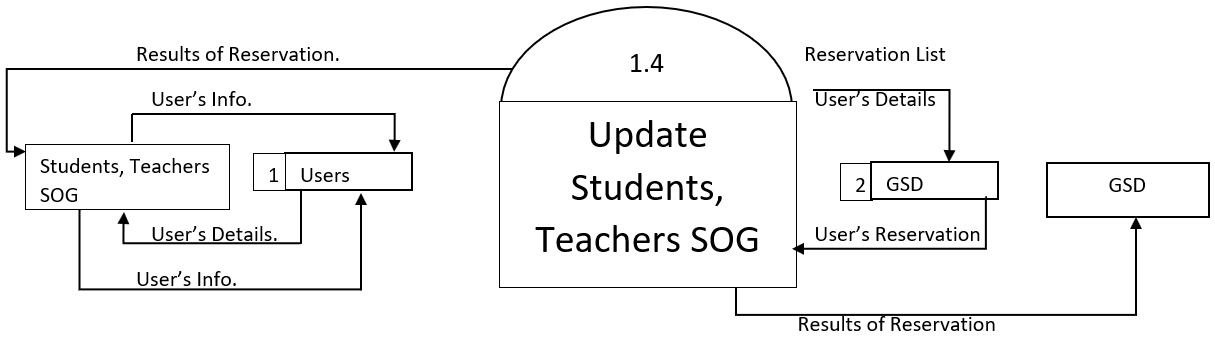 Results of Reservation.
1.4
Reservation List
User's Info.
User's Details
Update
Students,
Teachers SOG
Students, Teachers
SOG
1
Users
2
GSD
GSD
User's Details.
User's Reservation
User's Info.
Results of Reservation